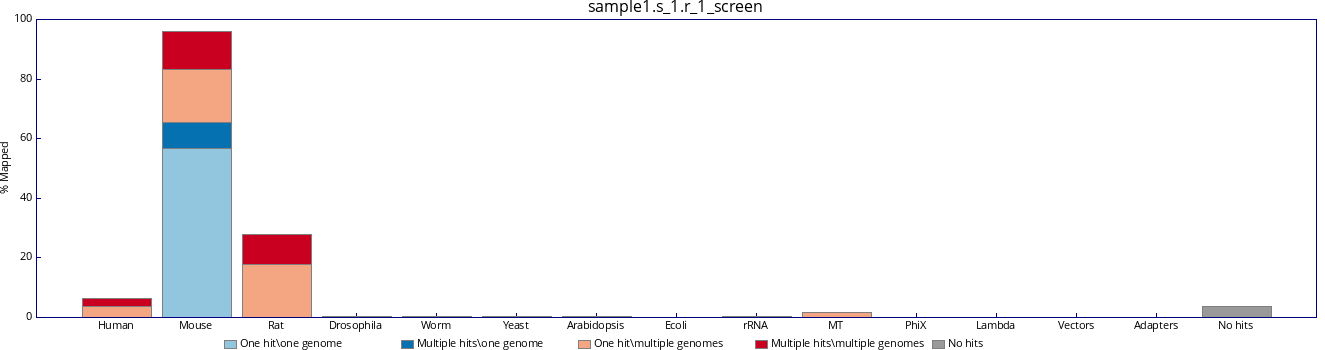 sample1.s_1.r_1_screen
100
80
60
40
20
0
% Mapped
Human Mouse Rat Drosophila Worm Yeast Arabidopsis Ecoli rRNA MT PhiX Lambda Vectors Adapters No hits
One hit\one genome Multiple hits\one genome One hit\multiple genomes Multiple hits\multiple genomes No hits